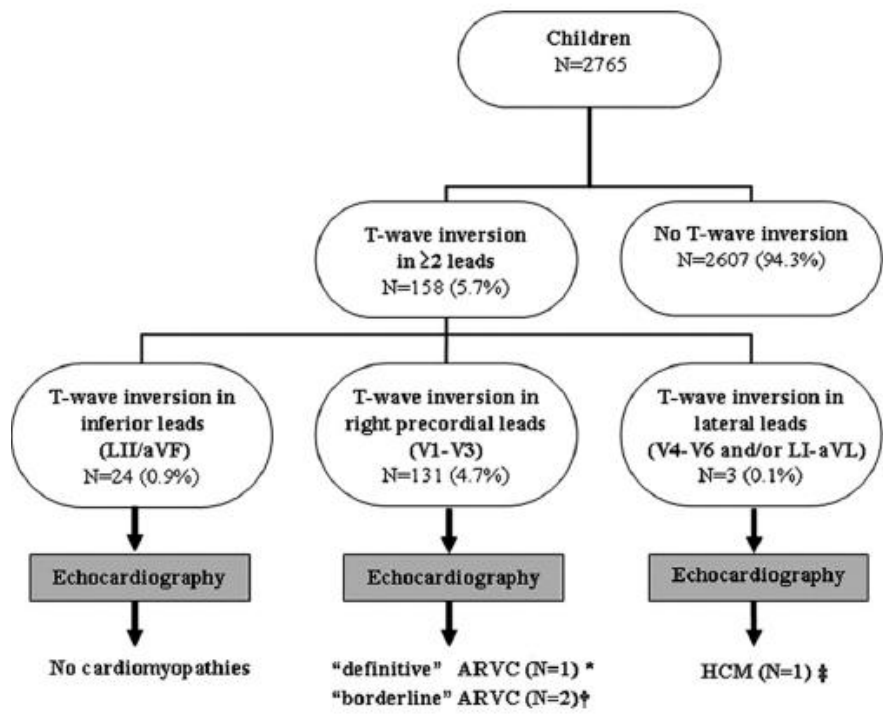 Children
N=2765
T-wave inversion
in ≥2 leads
N=158 (5.7%)
No T-wave inversion
N=2607 (94.3%)
T-wave inversion in
inferior leads
(LII/aVF)
N=24 (0.9%)
T-wave inversion in
right precordial leads
(V1-V3)
N=131 (4.7%)
T-wave inversion in
lateral leads
(V4-V6 and/or LI-aVL)
N=3 (0.1%)
Echocardiography
Echocardiography
Echocardiography
No cardiomyopathies
"definitive" ARVC (N=1) *
"borderline" ARVC (N=2)†
HCM (N=1) ‡